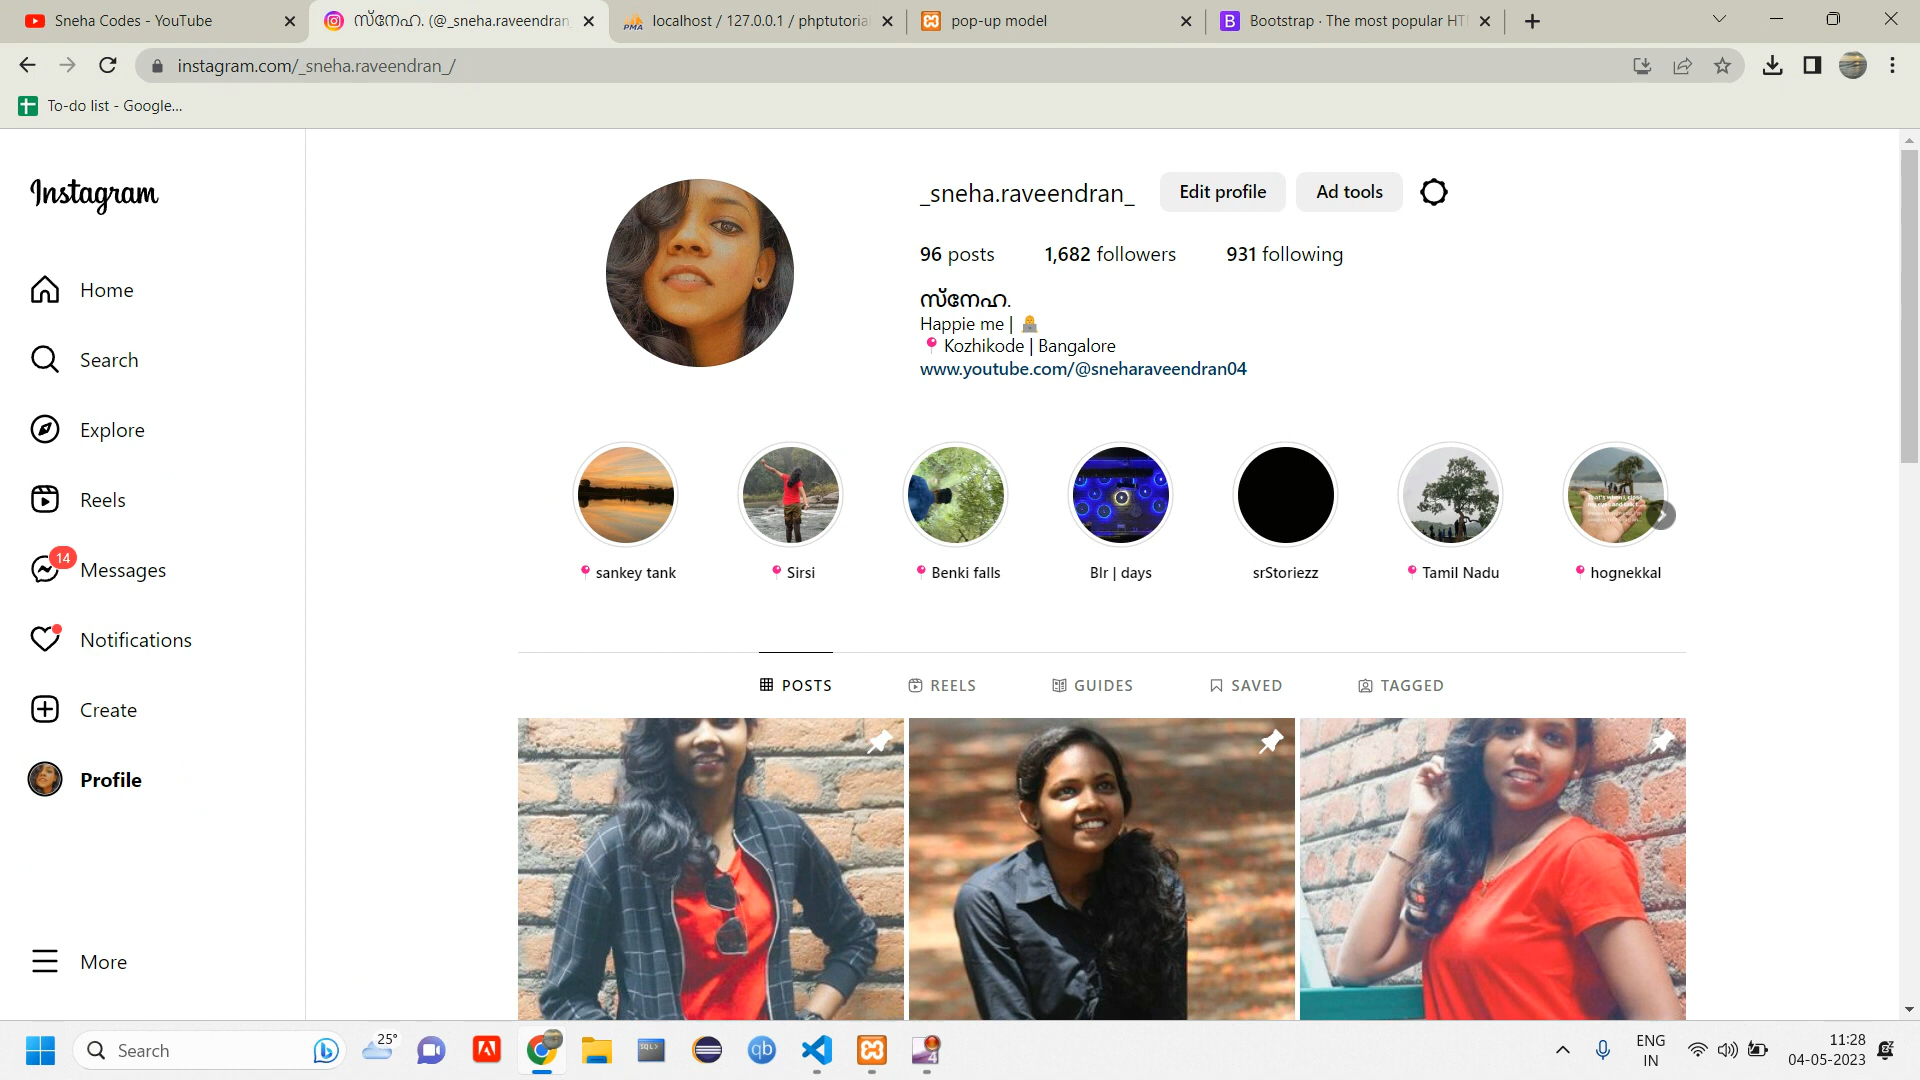 Sneha Codes - YouTube
സ്നേഹ. (@_sneha.raveendran_
localhost / 127.0.0.1 / phptutoria
pop-up model
Bootstrap · The most popular HT
instagram.com/_sneha.raveendran_/
To-do list - Google...
Instagram
Home
Search
Explore
Reels
14
Messages
Notifications
Create
Profile
More
_sneha.raveendran_ Edit profile Ad tools
96 posts 1,682 followers 931 following
സ്നേഹ.
Happie me |
Kozhikode | Bangalore
www.youtube.com/@sneharaveendran04
sankey tank
Sirsi
Benki falls
Blr | days
srStoriezz
Tamil Nadu
hognekkal
POSTS REELS GUIDES SAVED TAGGED
Search
25°
qb
ENG
IN
11:28
04-05-2023